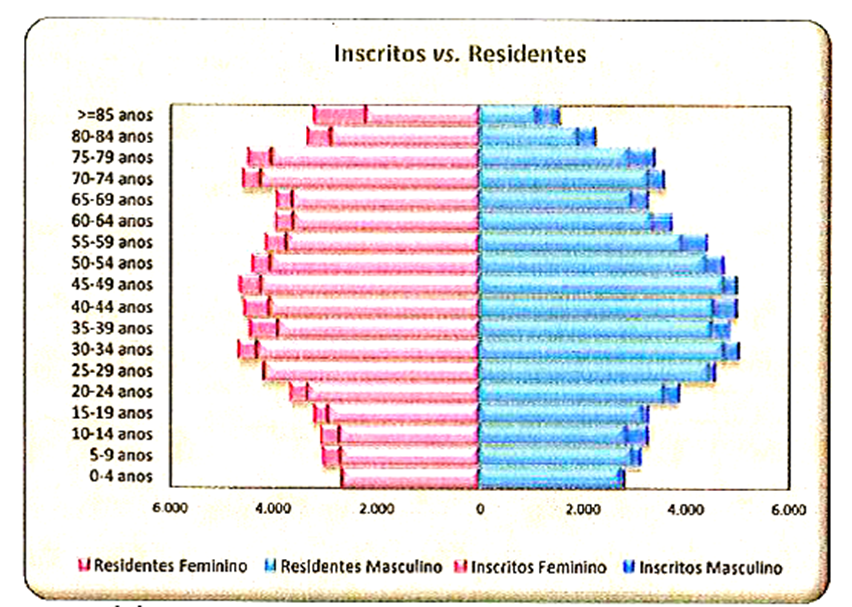 Inscritos vs. Residentes
>=85 anos
80-84 anos
75-79 anos
70-74 anos
65-69 anos
60-64 anos
55-59 anos
50-54 anos
45-49 anos
40-44 anos
35-39 anos
30-34 anos
25-29 anos
20-24 anos
15-19 anos
10-14 anos
5-9 anos
0-4 anos
6.000 4.000 2.000 0 2.000 4.000 6.000
Residentes Feminino Residentes Masculino Inscritos Feminino Inscritos Masculino